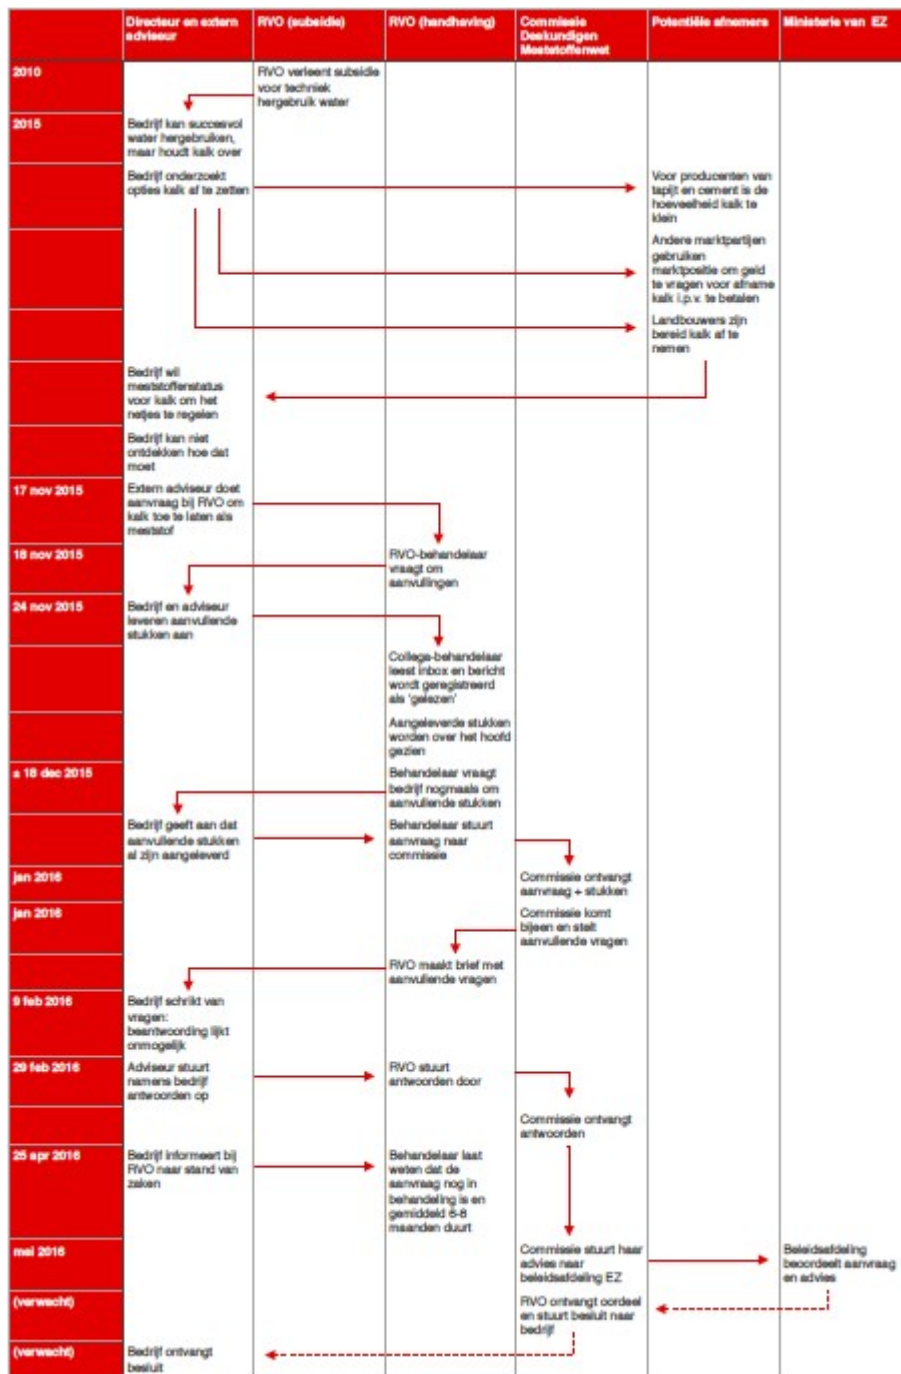 Directeur en extern
adviseur
RVO (subsidie)
RVO (handhaving)
Commissie
Deskundigen
Meststoffenwet
Potentiële afnemers
Ministerie van EZ
2010
RVO verleent subsidie
voor techniek
hergebruik water
2015
Bedrijf kan succesvol
water hergebruiken,
maar houdt kalk over
Bedrijf onderzoekt
opties kalk af te zetten
Voor producenten van
tapijt en cement is de
hoeveelheid kalk te
klein
Andere marktpartijen
gebruiken
marktpositie om geld
te vragen voor afname
kalk i.p.v. te betalen
Landbouwers zijn
bereid kalk af te
nemen
Bedrijf wil
meststoffenstatus
voor kalk om het
netjes te regelen
Bedrijf kan niet
ontdekken hoe dat
moet
17 nov 2015
Extern adviseur doet
aanvraag bij RVO om
kalk toe te laten als
meststof
18 nov 2015
RVO-behandelaar
vraagt om
aanvullingen
24 nov 2015
Bedrijf en adviseur
leveren aanvullende
stukken aan
Collega-behandelaar
leest inbox en bericht
wordt geregistreerd
als 'gelezen'
Aangeleverde stukken
worden over het hoofd
gezien
± 18 dec 2015
Behandelaar vraagt
bedrijf nogmaals om
aanvullende stukken
Bedrijf geeft aan dat
aanvullende stukken
al zijn aangeleverd
Behandelaar stuurt
aanvraag naar
commissie
jan 2016
Commissie ontvangt
aanvraag + stukken
jan 2016
Commissie komt
bijeen en stelt
aanvullende vragen
RVO maakt brief met
aanvullende vragen
9 feb 2016
Bedrijf schrikt van
vragen:
beantwoording lijkt
onmogelijk
29 feb 2016
Adviseur stuurt
namens bedrijf
antwoorden op
RVO stuurt
antwoorden door
Commissie ontvangt
antwoorden
25 apr 2016
Bedrijf informeert bij
RVO naar stand van
zaken
Behandelaar laat
weten dat de
aanvraag nog in
behandeling is en
gemiddeld 6-8
maanden duurt
mei 2016
Commissie stuurt haar
advies naar
beleidsafdeling EZ
Beleidsafdeling
beoordeelt aanvraag
en advies
(verwacht)
RVO ontvangt oordeel
en stuurt besluit naar
bedrijf
(verwacht)
Bedrijf ontvangt
besluit